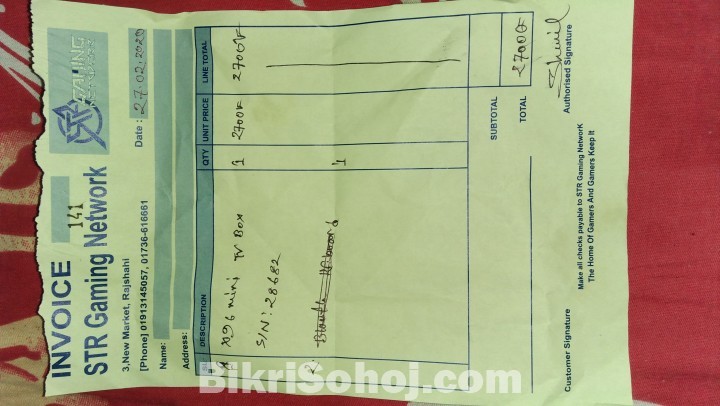 INVOICE
141
STR Gaming Network
3,New Market, Rajshahi
[Phone] 01913145057, 01736-616661
Date : 27.02.2020
Name:
Address:
DESCRIPTION QTY UNIT PRICE LINE TOTAL
X96 mini TV Box 1 2700/- 2700/-
S/N: 28682
2. 1
SUBTOTAL
TOTAL 2700/-
Customer Signature
Authorised Signature
Make all checks payable to STR Gaming Network
The Home Of Gamers And Gamers Keep It
BikriSohoj.com